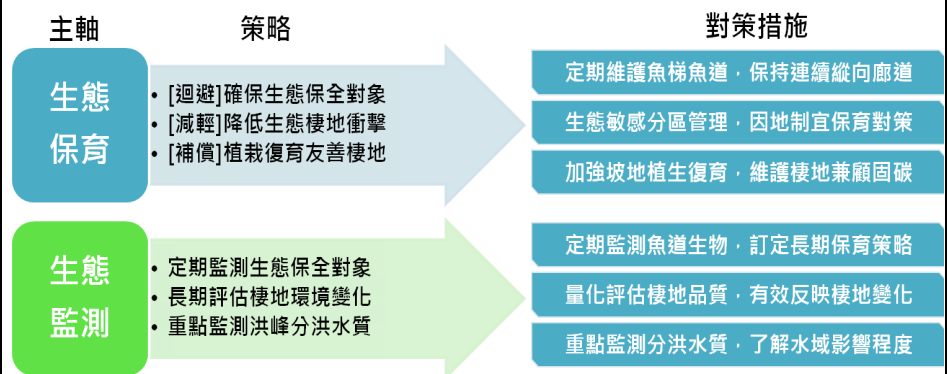 主軸
策略
對策措施
生態
保育
• [迴避]確保生態保全對象
• [減輕]降低生態棲地衝擊
• [補償]植栽復育友善棲地
定期維護魚梯魚道，保持連續縱向廊道
生態敏感分區管理，因地制宜保育對策
加強坡地植生復育，維護棲地兼顧固碳
生態
監測
• 定期監測生態保全對象
• 長期評估棲地環境變化
• 重點監測洪峰分洪水質
定期監測魚道生物，訂定長期保育策略
量化評估棲地品質，有效反映棲地變化
重點監測分洪水質，了解水域影響程度